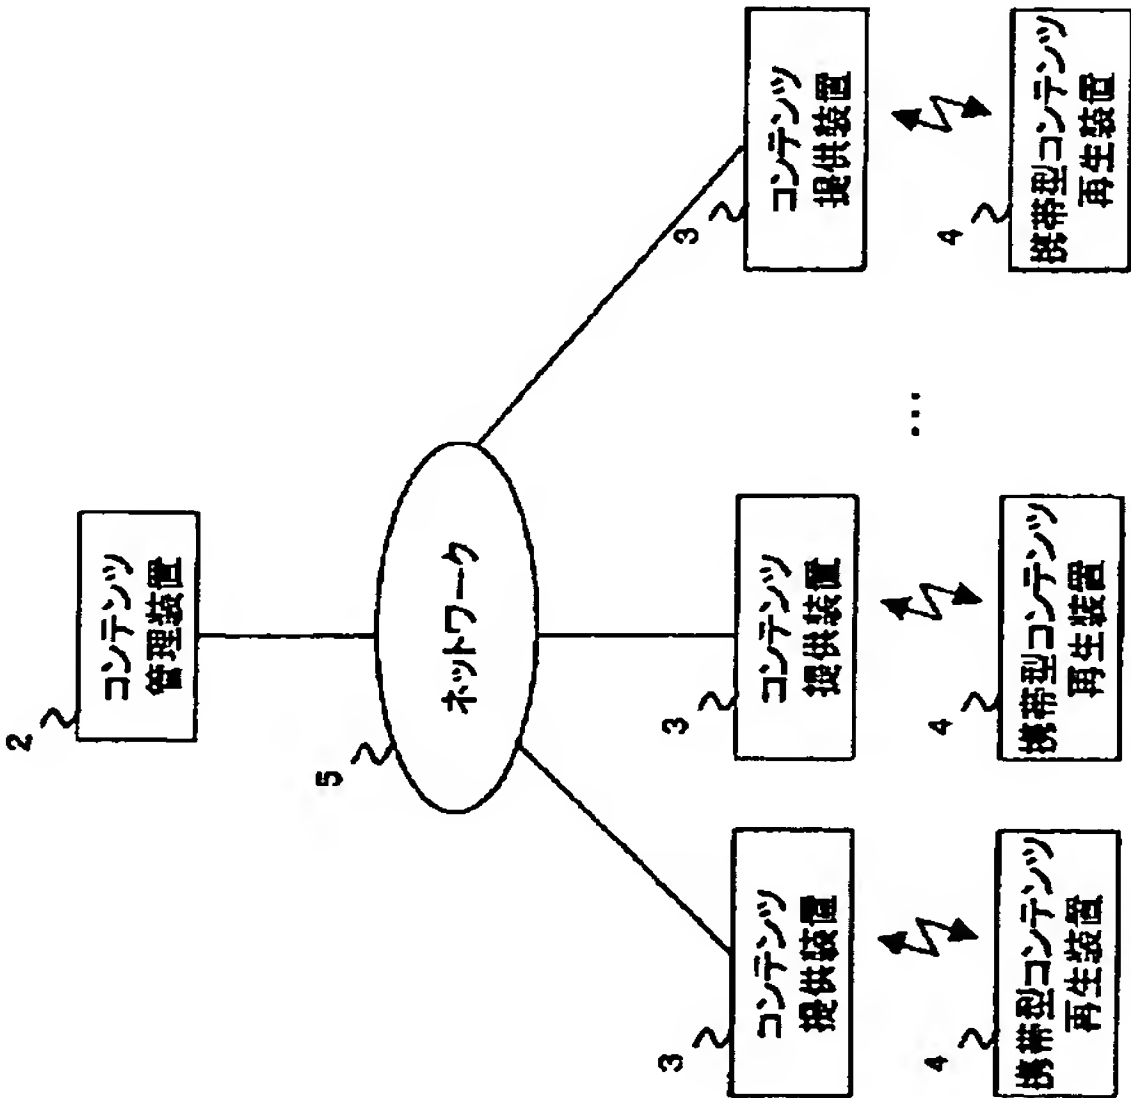 2
コンテンツ
管理装置
5
ネットワーク
3
コンテンツ
提供装置
3
コンテンツ
提供装置
...
3
コンテンツ
提供装置
4
携帯型コンテンツ
再生装置
4
携帯型コンテンツ
再生装置
4
携帯型コンテンツ
再生装置